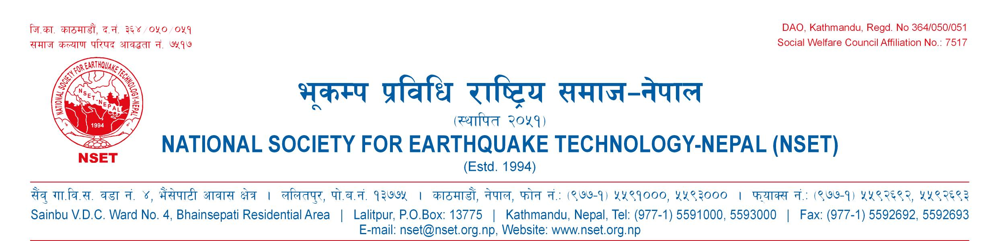 जि.का. काठमाडौं, द.नं. ३६४/०५०/०५१
समाज कल्याण परिषद आवद्धता नं. ७५१७
DAO, Kathmandu, Regd. No 364/050/051
Social Welfare Council Affiliation No.: 7517
NATIONAL SOCIETY FOR EARTHQUAKE TECHNOLOGY-NEPAL
NSET-NEPAL
1994
NSET
भूकम्प प्रविधि राष्ट्रिय समाज–नेपाल
(स्थापित २०५१)
NATIONAL SOCIETY FOR EARTHQUAKE TECHNOLOGY-NEPAL (NSET)
(Estd. 1994)
सैंवु गा.वि.स. वडा नं. ४, भैंसेपाटी आवास क्षेत्र । ललितपुर, पो.ब.नं. १३७७५ । काठमाडौं, नेपाल, फोन नं.: (९७७-१) ५५९१०००, ५५९३००० । फ्याक्स नं.: (९७७-१) ५५९२६९२, ५५९२६९३
Sainbu V.D.C. Ward No. 4, Bhainsepati Residential Area | Lalitpur, P.O.Box: 13775 | Kathmandu, Nepal, Tel: (977-1) 5591000, 5593000 | Fax: (977-1) 5592692, 5592693
E-mail: nset@nset.org.np, Website: www.nset.org.np